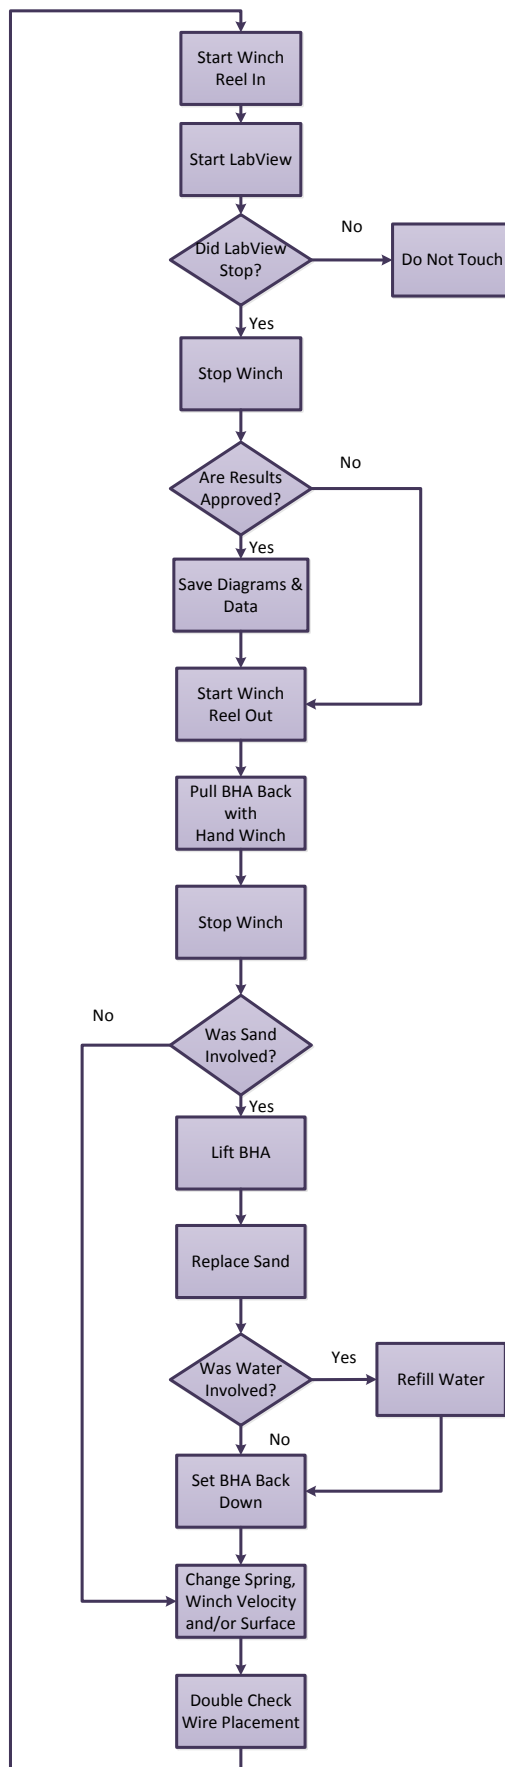 Start Winch
Reel In
Start LabView
Did LabView
Stop?
No
Do Not Touch
Yes
Stop Winch
Are Results
Approved?
No
Yes
Save Diagrams &
Data
Start Winch
Reel Out
Pull BHA Back
with
Hand Winch
Stop Winch
No
Was Sand
Involved?
Yes
Lift BHA
Replace Sand
Was Water
Involved?
Yes
Refill Water
No
Set BHA Back
Down
Change Spring,
Winch Velocity
and/or Surface
Double Check
Wire Placement